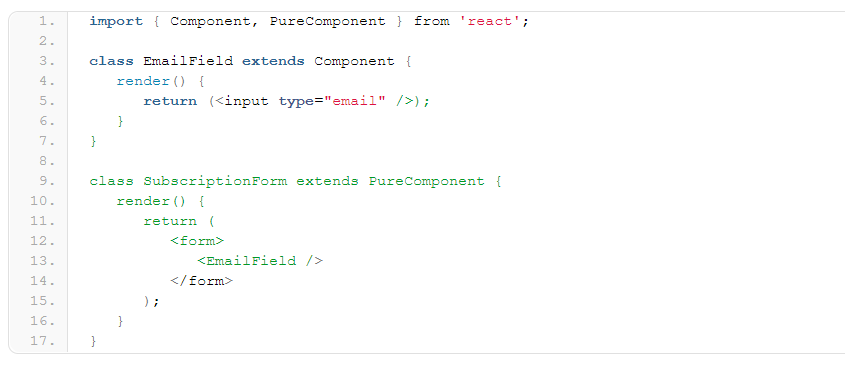 1. import { Component, PureComponent } from 'react';
2.
3. class EmailField extends Component {
4.    render() {
5.       return (<input type="email" />);
6.    }
7. }
8.
9. class SubscriptionForm extends PureComponent {
10.    render() {
11.       return (
12.          <form>
13.             <EmailField />
14.          </form>
15.       );
16.    }
17. }